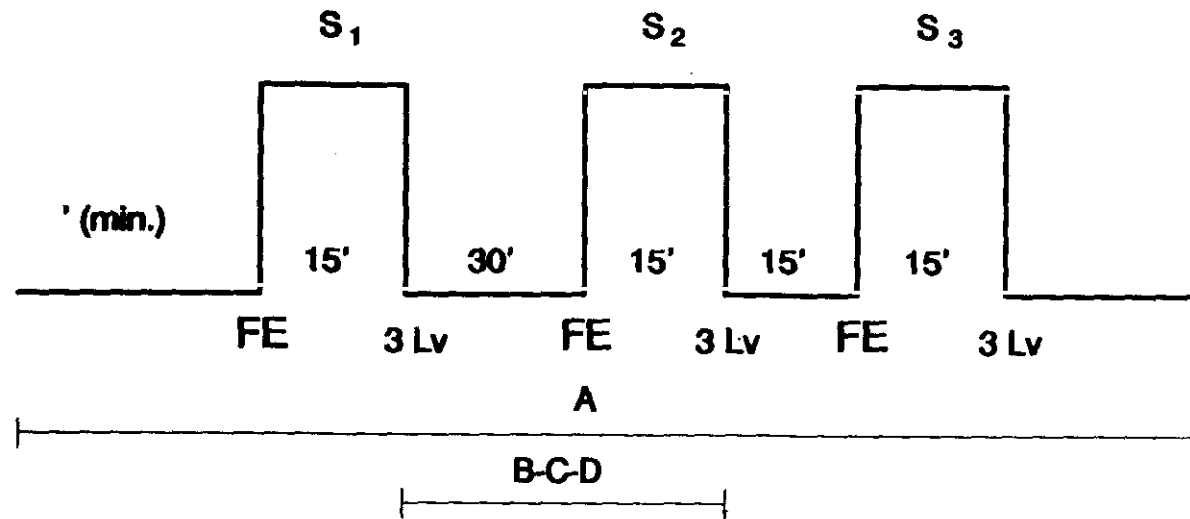 S1 S2 S3
' (min.)
15' 30' 15' 15' 15'
FE 3 Lv FE 3 Lv FE 3 Lv
A
B-C-D